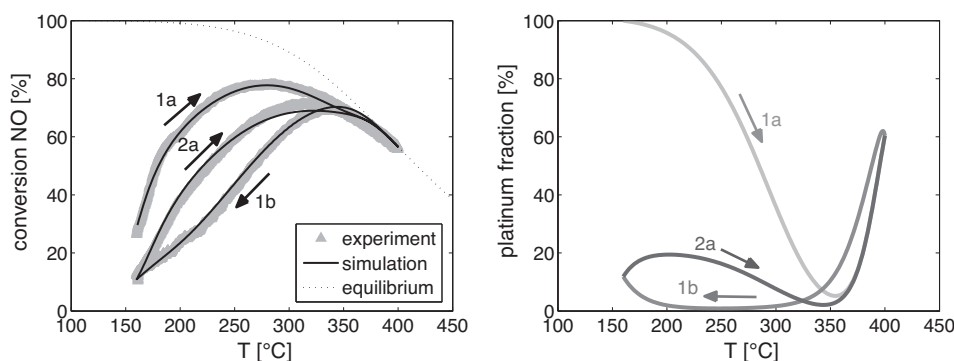 conversion NO [%]
100
80
60
40
20
0
1a
2a
1b
experiment
simulation
equilibrium
100 150 200 250 300 350 400 450
T [°C]
platinum fraction [%]
100
80
60
40
20
0
1a
2a
1b
100 150 200 250 300 350 400 450
T [°C]